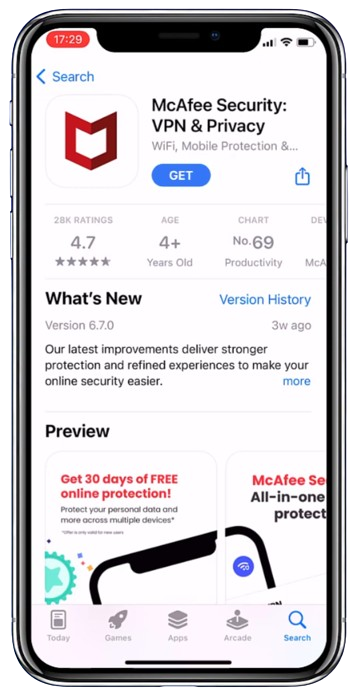 17:29
Search
McAfee Security:
VPN & Privacy
WiFi, Mobile Protection &...
GET
28K RATINGS
AGE
CHART
DEV
4.7
4+
No.69
★★★★★
Years Old
Productivity
McA
What's New
Version History
Version 6.7.0
3w ago
Our latest improvements deliver stronger
protection and refined experiences to make your
online security easier.
more
Preview
Get 30 days of FREE
online protection!
Protect your personal data and
more across multiple devices*
*Offer is only valid for new users
McAfee Se
All-in-one
protect
Today
Games
Apps
Arcade
Search